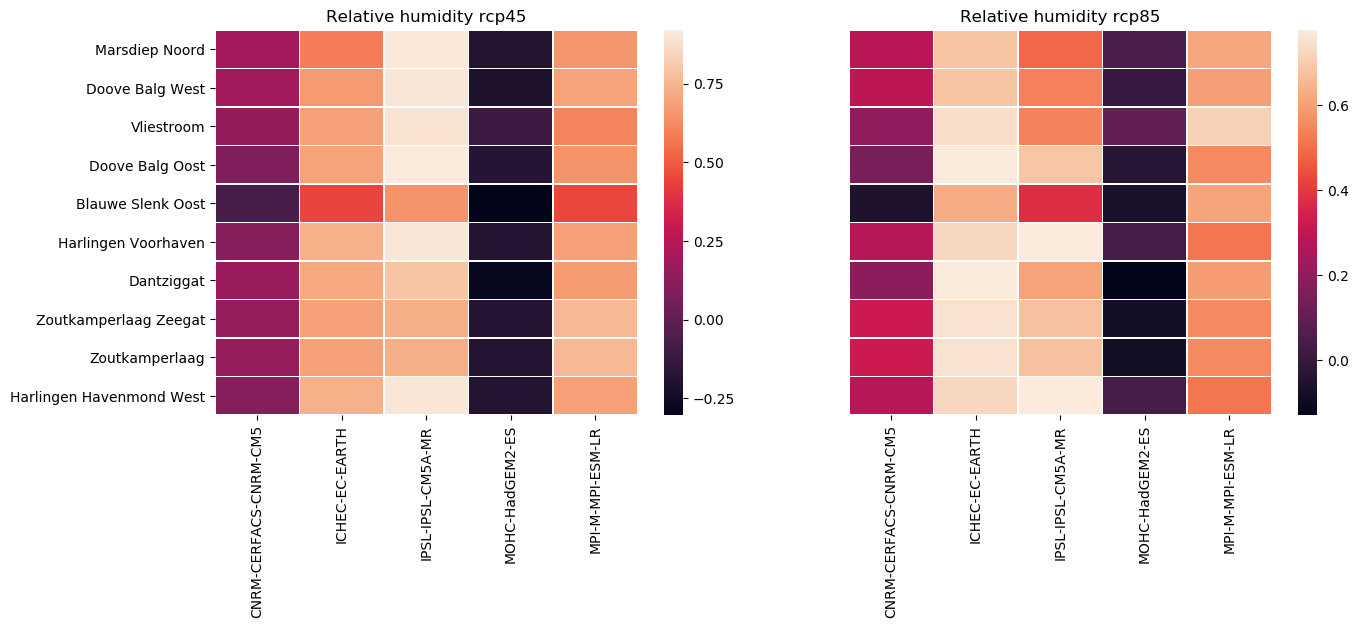 Relative humidity rcp45
Marsdiep Noord
Doove Balg West
Vliestroom
Doove Balg Oost
Blauwe Slenk Oost
Harlingen Voorhaven
Dantziggat
Zoutkamperlaag Zeegat
Zoutkamperlaag
Harlingen Havenmond West
CNRM-CERFACS-CNRM-CM5
ICHEC-EC-EARTH
IPSL-IPSL-CM5A-MR
MOHC-HadGEM2-ES
MPI-M-MPI-ESM-LR
0.75
0.50
0.25
0.00
−0.25
Relative humidity rcp85
CNRM-CERFACS-CNRM-CM5
ICHEC-EC-EARTH
IPSL-IPSL-CM5A-MR
MOHC-HadGEM2-ES
MPI-M-MPI-ESM-LR
0.6
0.4
0.2
0.0